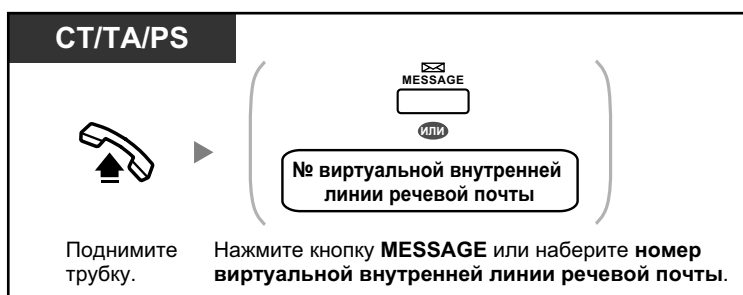 CT/TA/PS
MESSAGE
или
№ виртуальной внутренней
линии речевой почты
Поднимите
трубку.
Нажмите кнопку MESSAGE или наберите номер
виртуальной внутренней линии речевой почты.